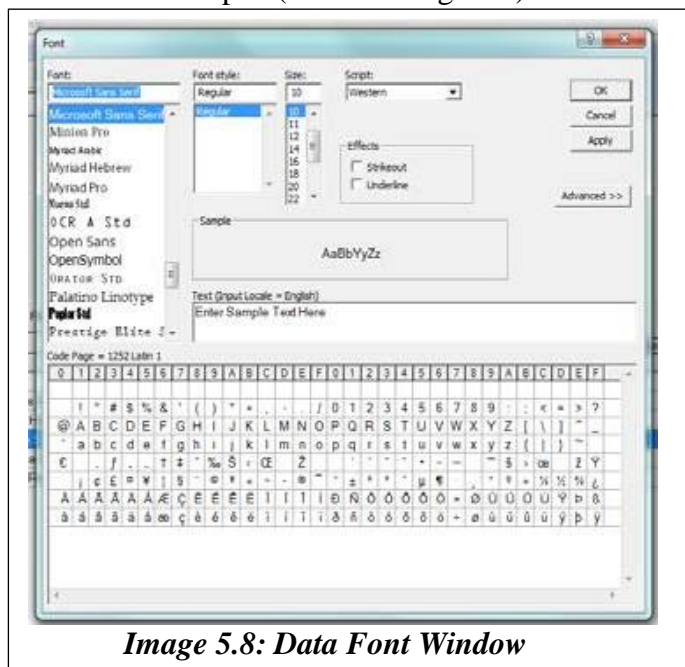 Font
Font: Font style: Size: Script:
Microsoft Sans Serif Regular 10 Western OK
Microsoft Sans Serif Regular 10 Cancel
Minion Pro 11
Myriad Arabic 12 Effects Apply
Myriad Hebrew 14 Strikeout
Myriad Pro 16 Underline
18
20 Advanced >>
22
OCR A Std Sample
Open Sans
OpenSymbol AaBbYyZz
Orator Std
Palatino Linotype Text (Input Locale = English)
Poplar Std Enter Sample Text Here
Prestige Elite S
Code Page = 1252 Latin 1
0 1 2 3 4 5 6 7 8 9 A B C D E F 0 1 2 3 4 5 6 7 8 9 A B C D E F
! " # $ % & ' ( ) * + , - . / 0 1 2 3 4 5 6 7 8 9 : ; < = > ?
@ A B C D E F G H I J K L M N O P Q R S T U V W X Y Z [ \ ] ^ _
` a b c d e f g h i j k l m n o p q r s t u v w x y z { | } ~
Image 5.8: Data Font Window